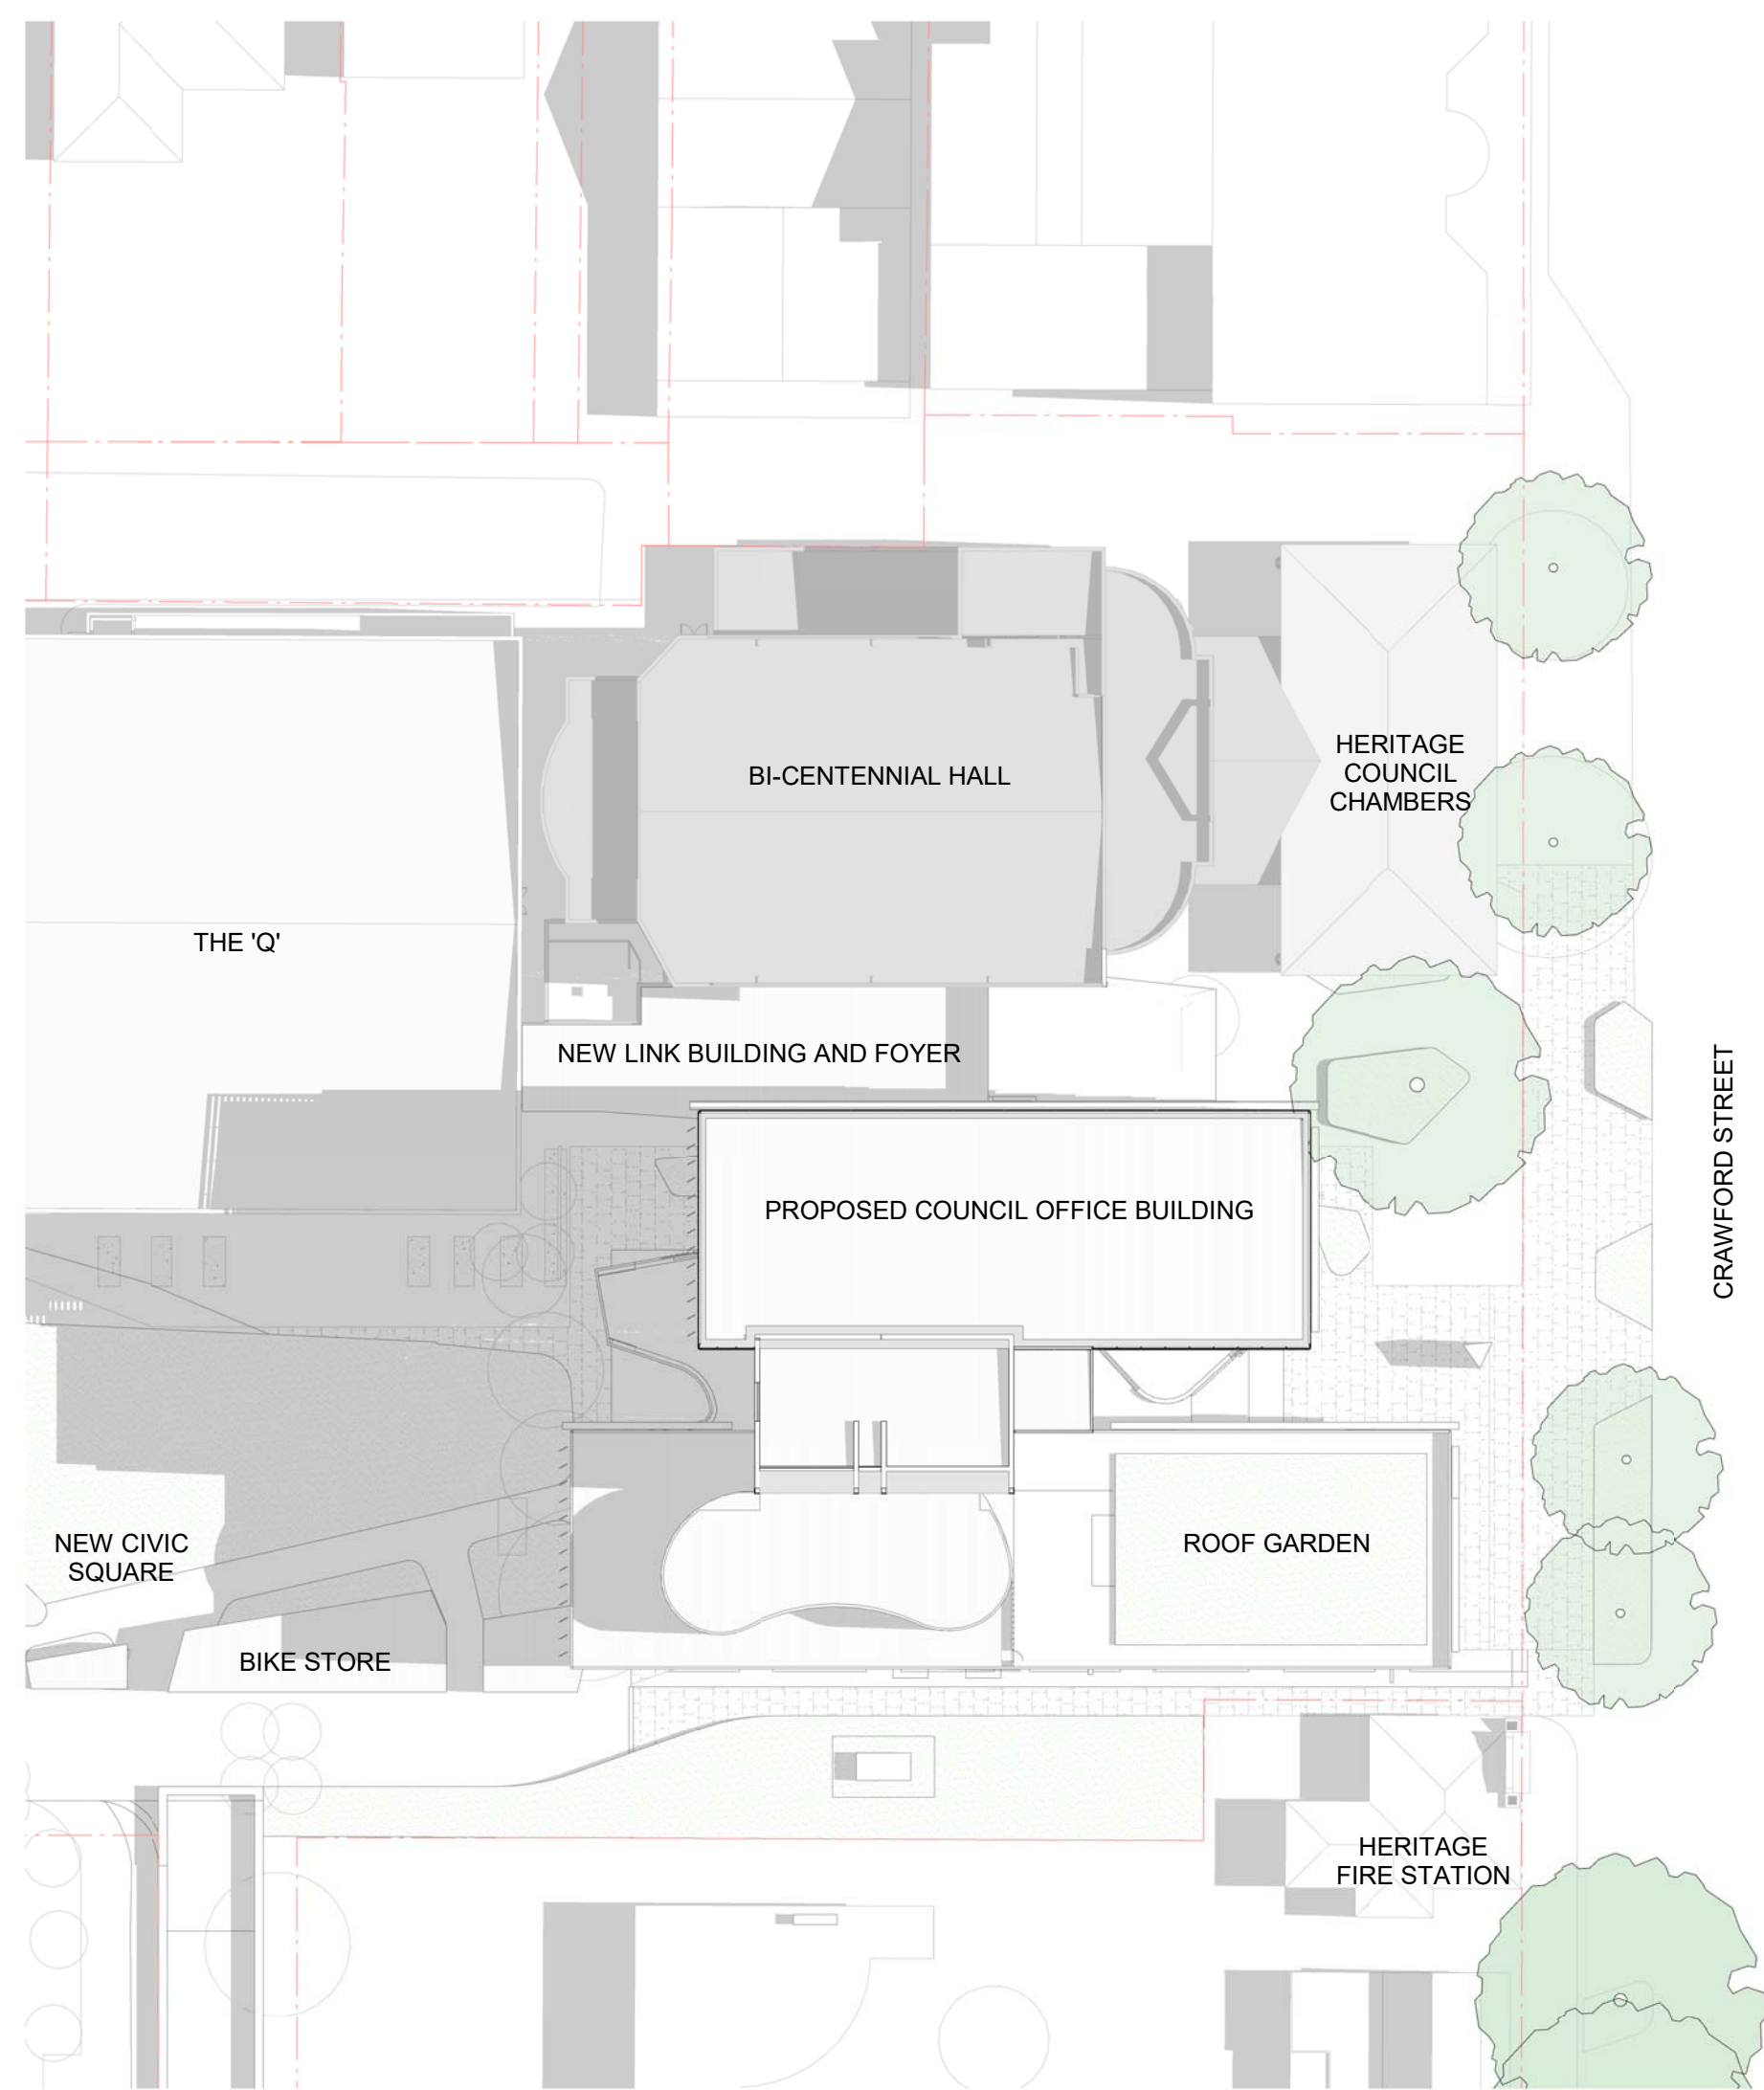 BI-CENTENNIAL HALL
HERITAGE
COUNCIL
CHAMBERS
THE 'Q'
NEW LINK BUILDING AND FOYER
CRAWFORD STREET
PROPOSED COUNCIL OFFICE BUILDING
NEW CIVIC
SQUARE
ROOF GARDEN
BIKE STORE
HERITAGE
FIRE STATION